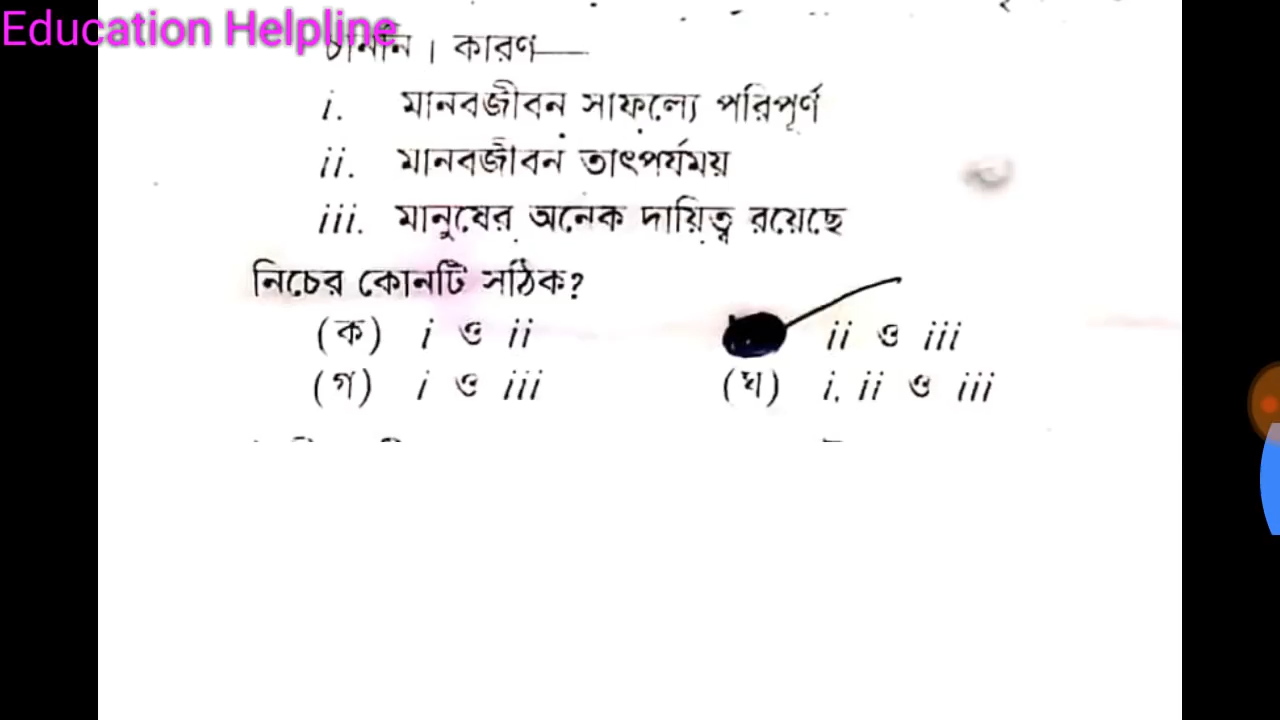 Education Helpline
চাননি । কারণ—
i. মানবজীবন সাফল্যে পরিপূর্ণ
ii. মানবজীবন তাৎপর্যময়
iii. মানুষের অনেক দায়িত্ব রয়েছে
নিচের কোনটি সঠিক?
(ক) i ও ii ii ও iii
(গ) i ও iii (ঘ) i, ii ও iii